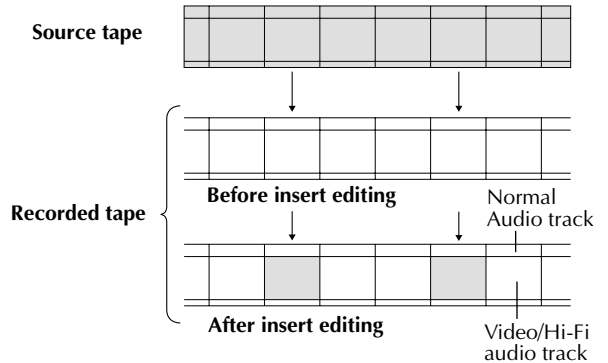 Source tape
Before insert editing
Recorded tape
Normal
Audio track
After insert editing
Video/Hi-Fi
audio track